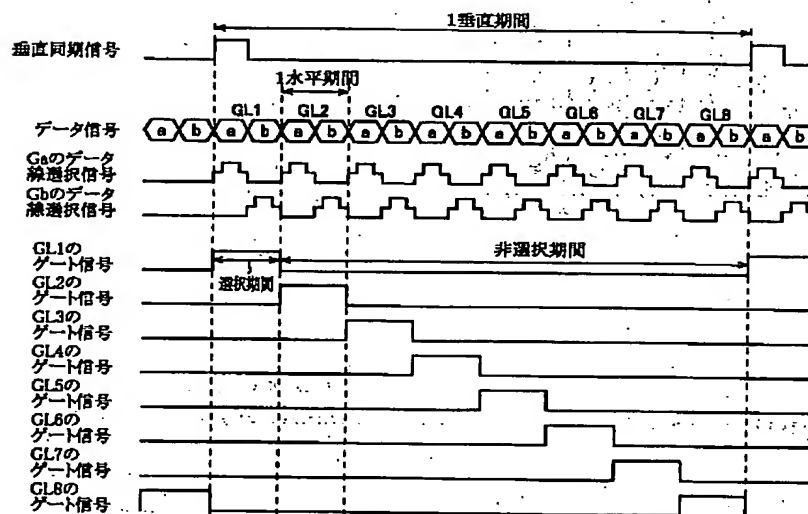 1垂直期間
垂直同期信号
1水平期間
GL1 GL2 GL3 GL4 GL5 GL6 GL7 GL8
データ信号
a b a b a b a b a b a b a b a b a b a b
Gaのデータ
線選択信号
Gbのデータ
線選択信号
GL1の
ゲート信号
選択期間
非選択期間
GL2の
ゲート信号
GL3の
ゲート信号
GL4の
ゲート信号
GL5の
ゲート信号
GL6の
ゲート信号
GL7の
ゲート信号
GL8の
ゲート信号